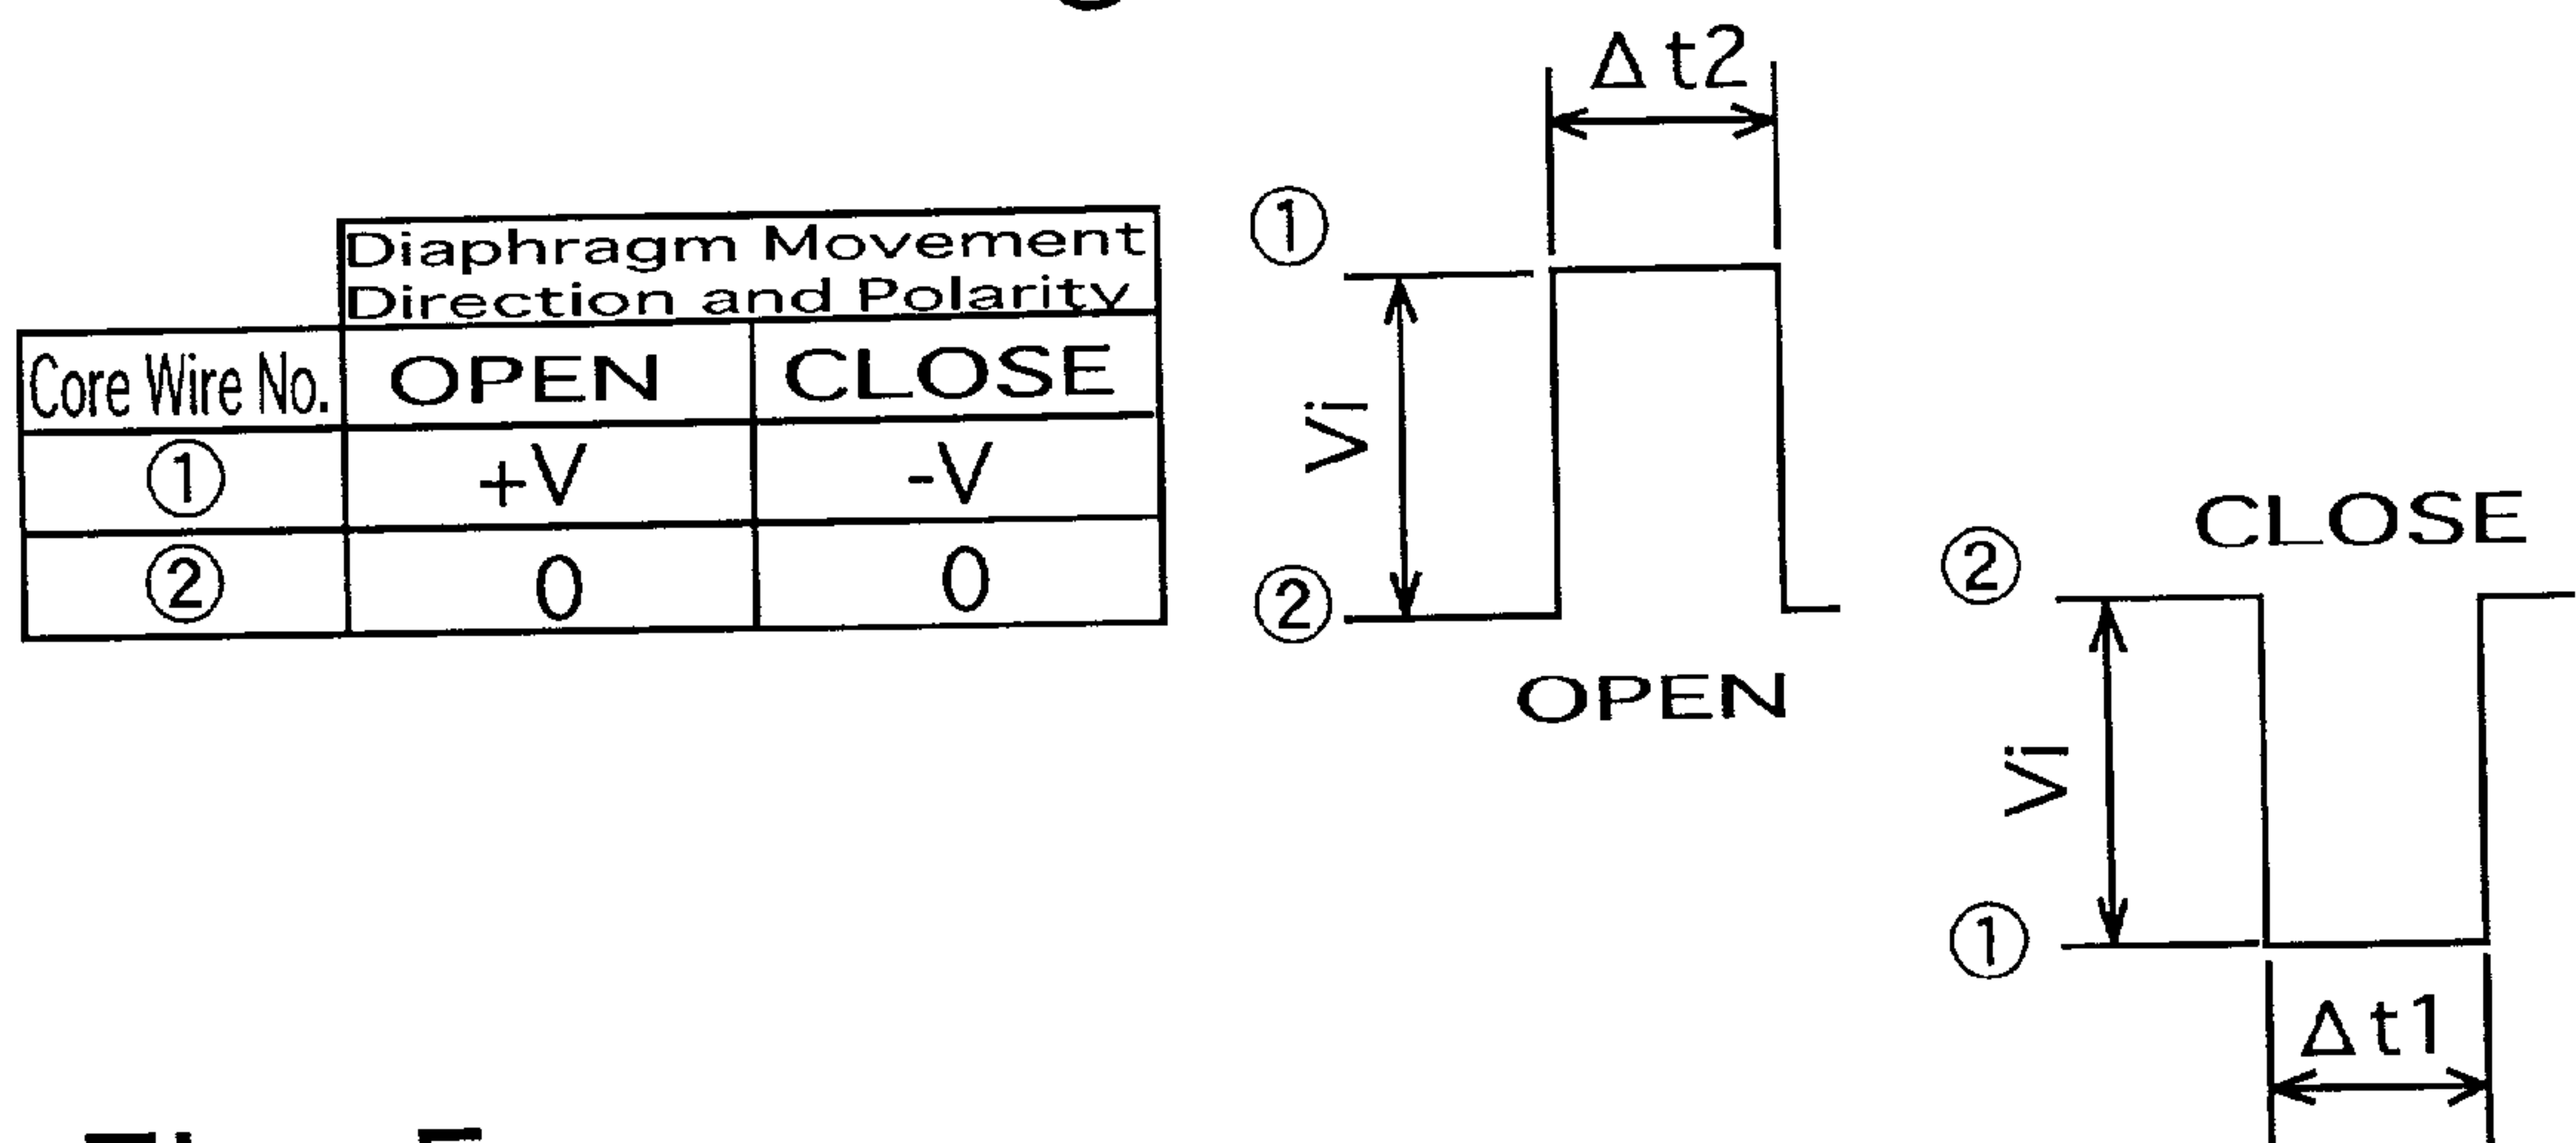 Diaphragm Movement
Direction and Polarity
Core Wire No. OPEN CLOSE
① +V -V
② 0 0
Δt2
①
Vi
②
OPEN
CLOSE
②
Vi
①
Δt1